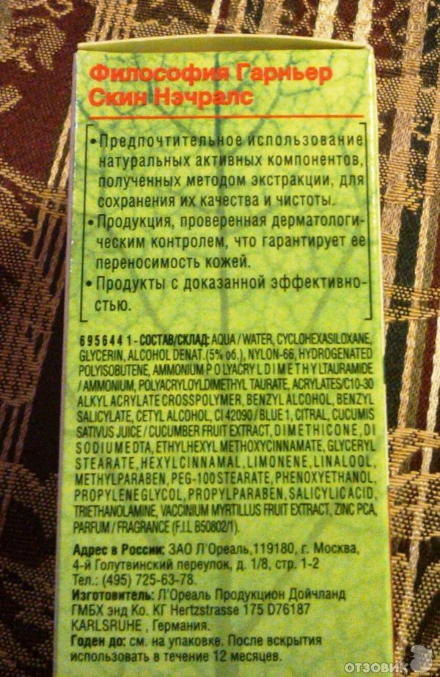 Философия Гарньер
Скин Нэчралс
•Предпочтительное использование
натуральных активных компонентов,
полученных методом экстракции, для
сохранения их качества и чистоты.
•Продукция, проверенная дерматологи-
ческим контролем, что гарантирует ее
переносимость кожей.
•Продукты с доказанной эффективно-
стью.
695644 1 - СОСТАВ/СКЛАД: AQUA / WATER, CYCLOHEXASILOXANE,
GLYCERIN, ALCOHOL DENAT. (5% об.), NYLON-66, HYDROGENATED
POLYISOBUTENE, AMMONIUM POLYACRYLDIMETHYLTAURAMIDE
/ AMMONIUM, POLYACRYLOYLDIMETHYL TAURATE, ACRYLATES/C10-30
ALKYL ACRYLATE CROSSPOLYMER, BENZYL ALCOHOL, BENZYL
SALICYLATE, CETYL ALCOHOL, CI 42090 / BLUE 1, CITRAL, CUCUMIS
SATIVUS JUICE / CUCUMBER FRUIT EXTRACT, DIMETHICONE, DI
SODIUM EDTA, ETHYLHEXYL METHOXYCINNAMATE, GLYCERYL
STEARATE, HEXYL CINNAMAL, LIMONENE, LINALOOL,
METHYLPARABEN, PEG-100 STEARATE, PHENOXYETHANOL,
PROPYLENE GLYCOL, PROPYLPARABEN, SALICYLIC ACID,
TRIETHANOLAMINE, VACCINIUM MYRTILLUS FRUIT EXTRACT, ZINC PCA,
PARFUM / FRAGRANCE (F.I.L B50802/1).
Адрес в России: ЗАО Л'Ореаль,119180, г. Москва,
4-й Голутвинский переулок, д. 1/8, стр. 1-2
Тел.: (495) 725-63-78.
Изготовитель: Л'Ореаль Продукцион Дойчланд
ГМБХ энд Ко. КГ Hertzstrasse 175 D76187
KARLSRUHE , Германия.
Годен до: см. на упаковке. После вскрытия
использовать в течение 12 месяцев.
ОТЗОВИК